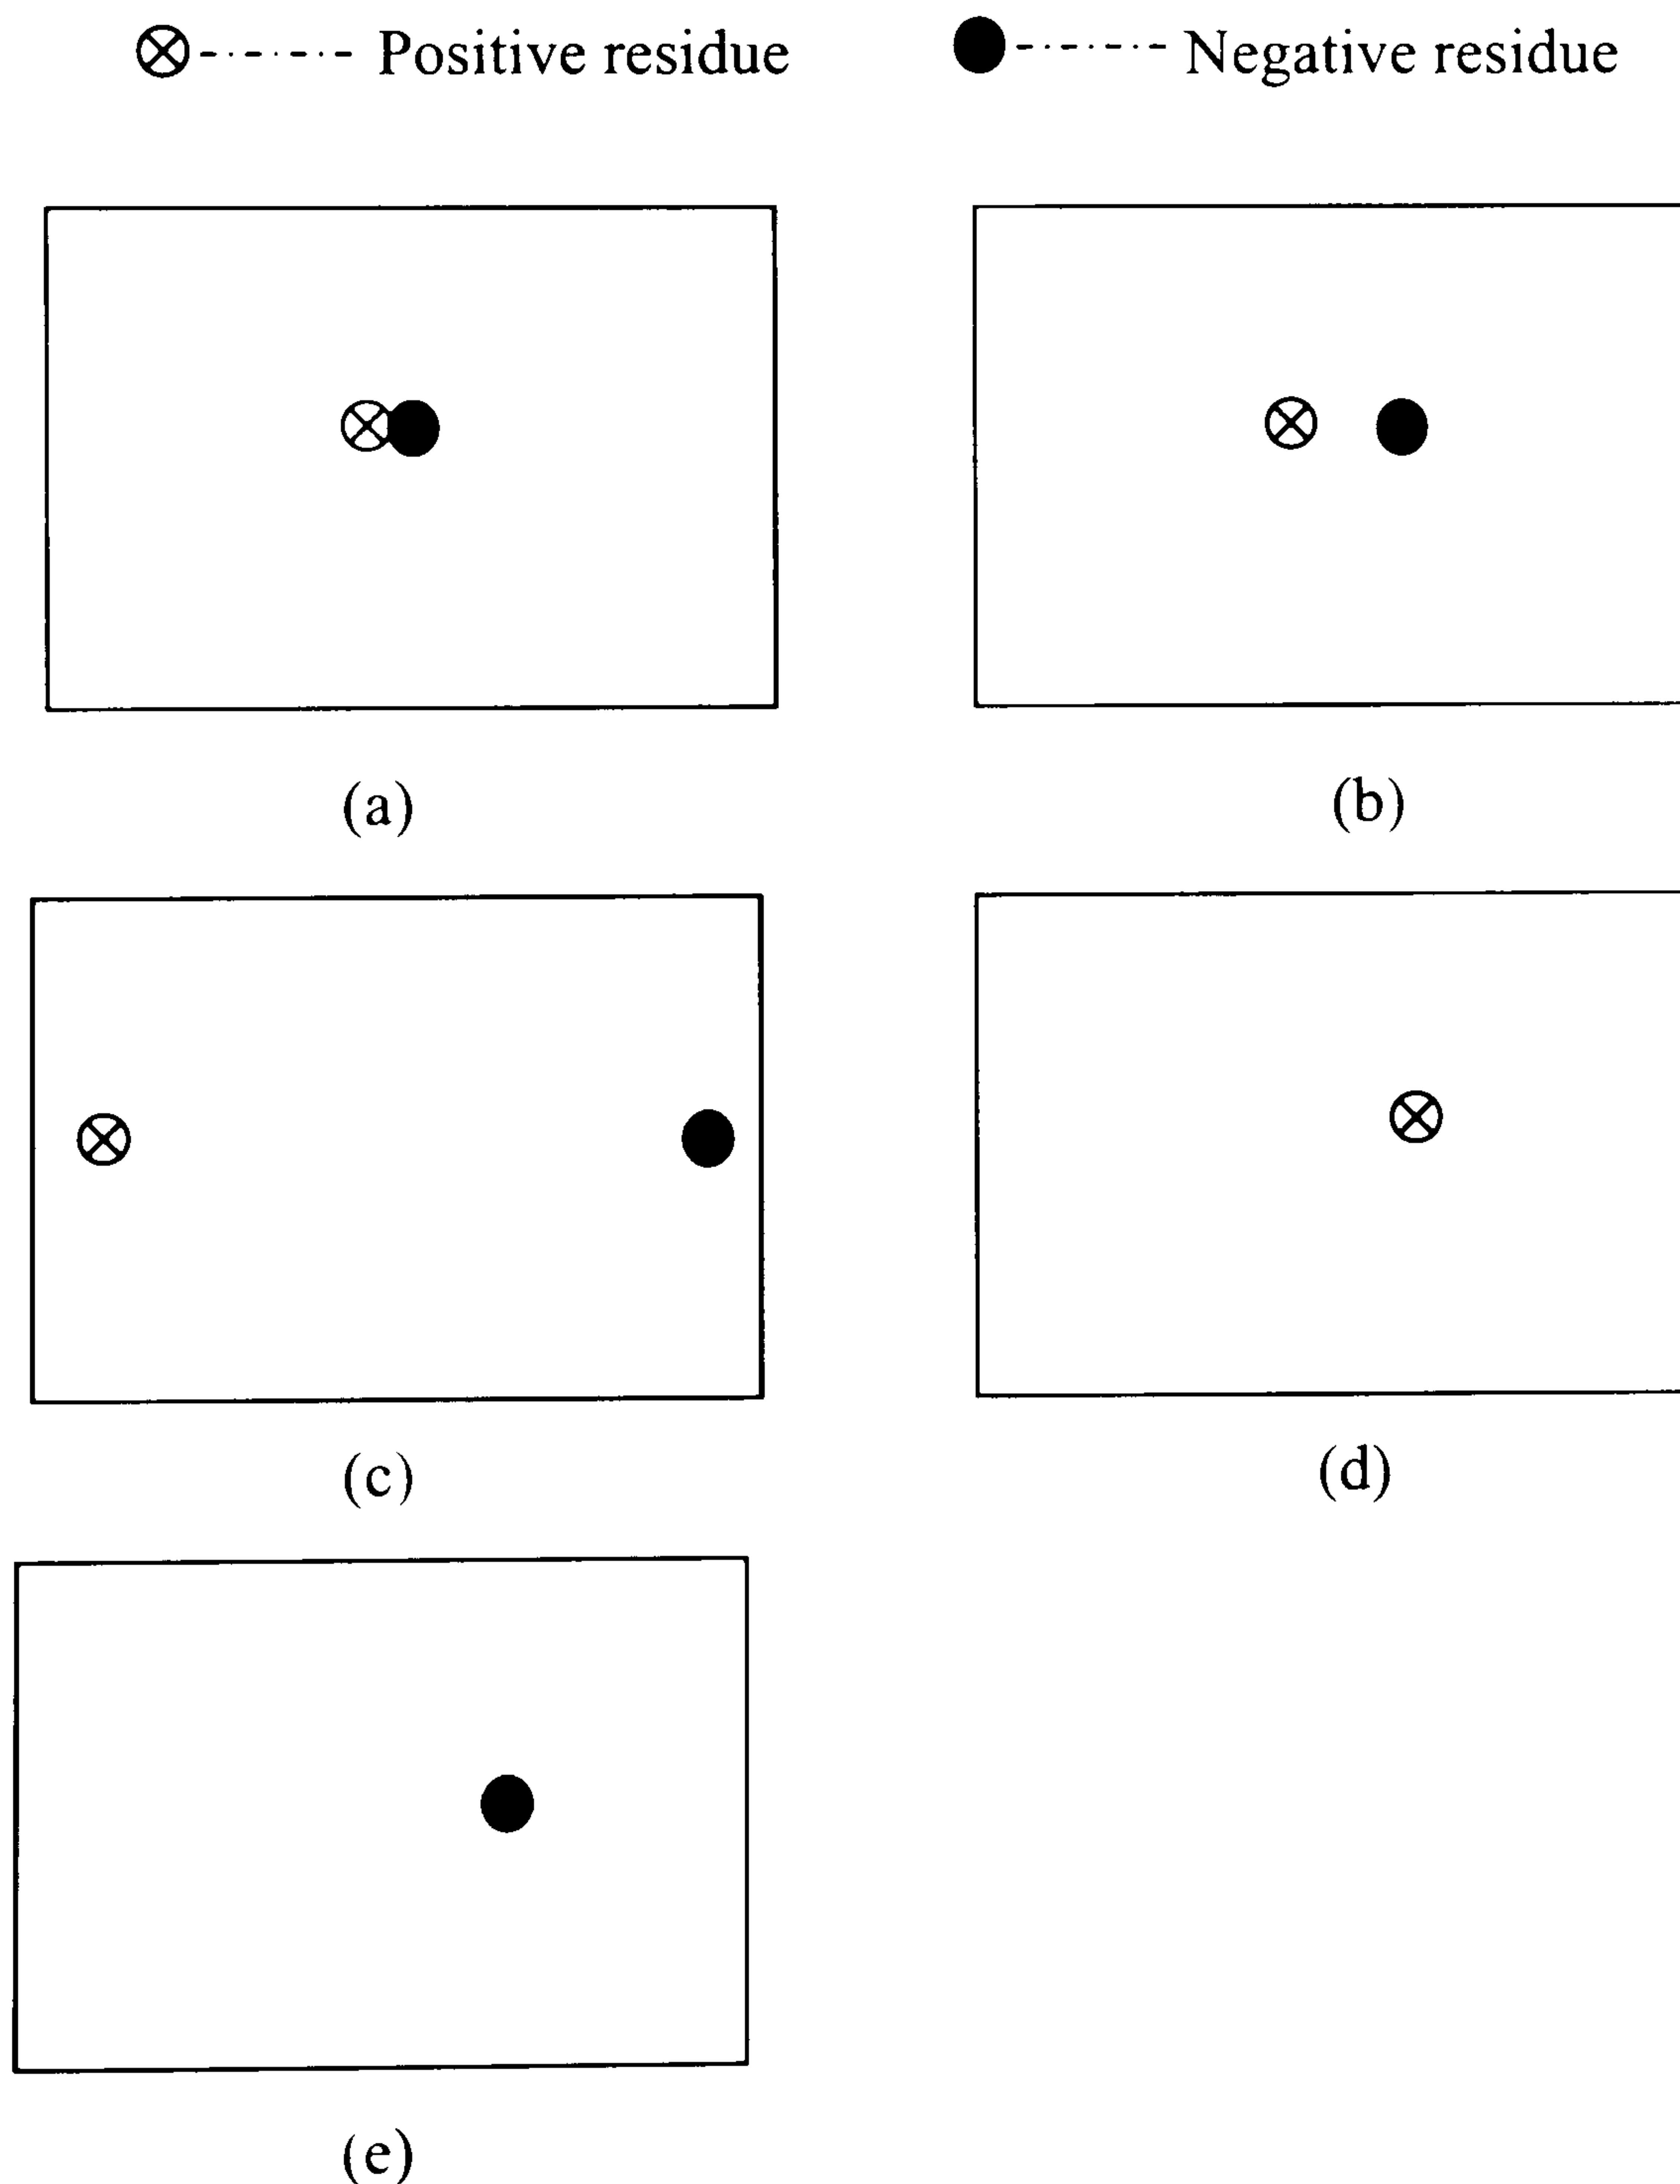 Positive residue Negative residue
(a) (b)
(c) (d)
(e)